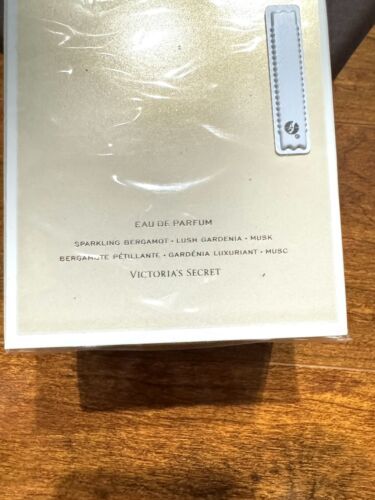 EAU DE PARFUM
SPARKLING BERGAMOT • LUSH GARDENIA • MUSK
BERGAMOTE PÉTILLANTE • GARDÉNIA LUXURIANT • MUSC
VICTORIA'S SECRET